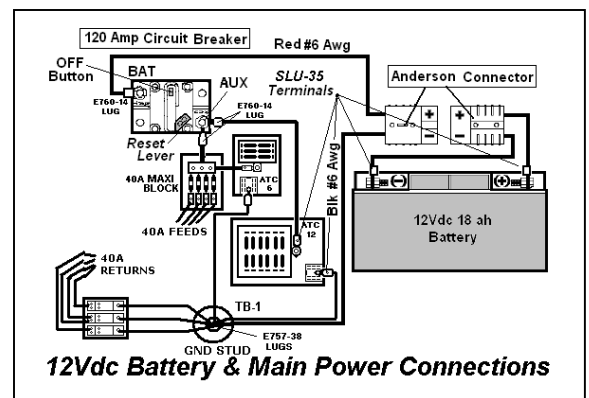 120 Amp Circuit Breaker
Red #6 Awg
OFF
Button
BAT
SLU-35
Terminals
Anderson Connector
AUX
E760-14
LUG
E760-14
LUG
+
+
−
−
Reset
Lever
40A MAXI
BLOCK
ATC
6
Blk #6 Awg
−
+
12Vdc 18 ah
Battery
40A FEEDS
ATC
12
40A
RETURNS
TB-1
GND STUD
E757-38
LUGS
12Vdc Battery & Main Power Connections